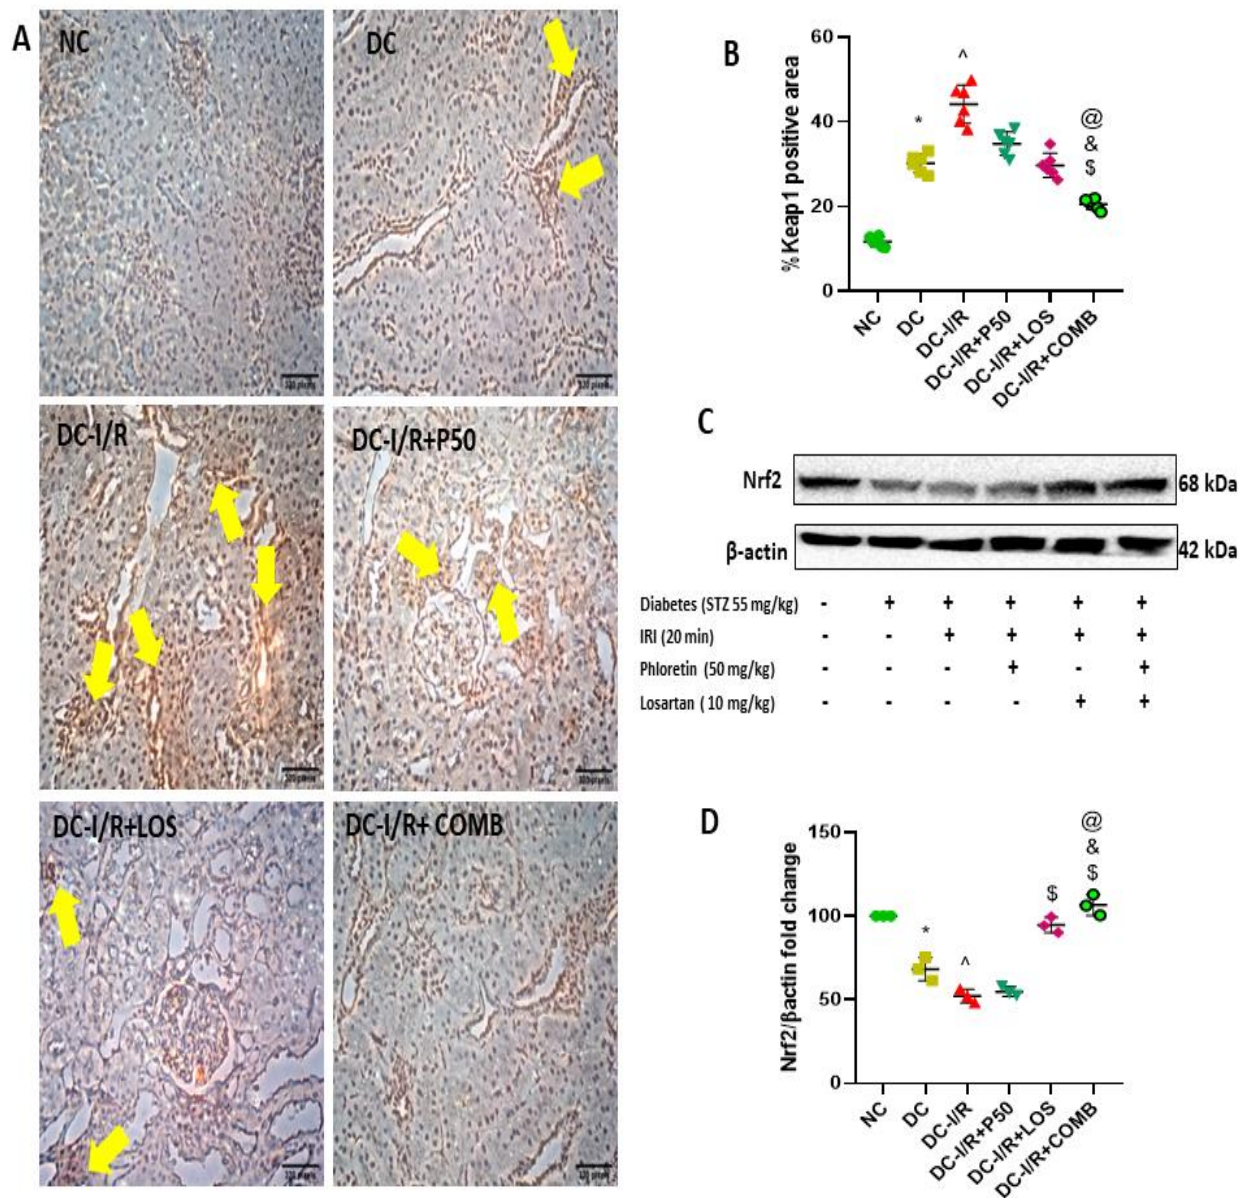 A
NC
DC
DC-I/R
DC-I/R+P50
DC-I/R+LOS
DC-I/R+ COMB
B
% Keap1 positive area
60
40
20
0
*
^
@
&
$
NC
DC
DC-I/R
DC-I/R+P50
DC-I/R+LOS
DC-I/R+COMB
C
Nrf2
68 kDa
β-actin
42 kDa
Diabetes (STZ 55 mg/kg) - + + + + +
IRI (20 min) - - + + + +
Phloretin (50 mg/kg) - - - + - +
Losartan ( 10 mg/kg) - - - - + +
D
Nrf2/βactin fold change
150
100
50
0
*
^
$
@
&
$
NC
DC
DC-I/R
DC-I/R+P50
DC-I/R+LOS
DC-I/R+COMB